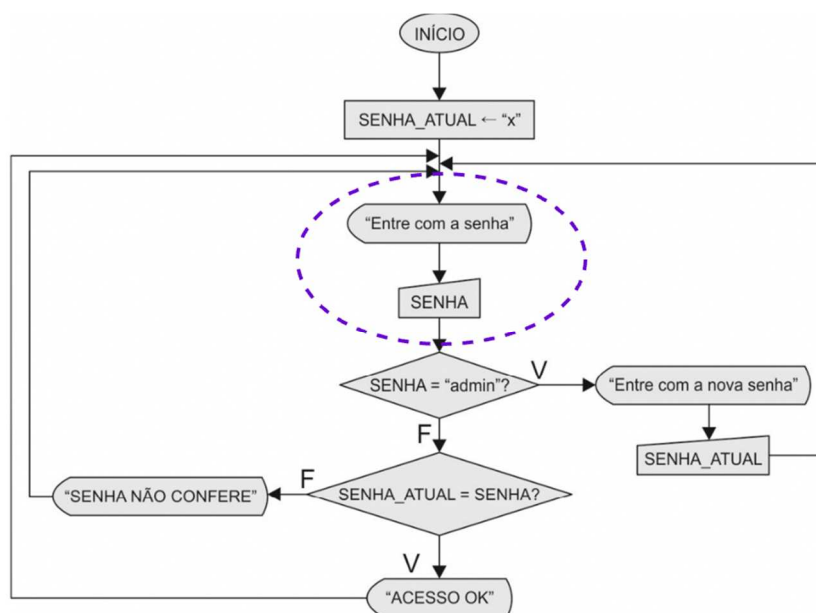 INÍCIO
SENHA_ATUAL ← “x”
“Entre com a senha”
SENHA
SENHA = “admin”?
V
“Entre com a nova senha”
F
SENHA_ATUAL
“SENHA NÃO CONFERE”
F
SENHA_ATUAL = SENHA?
V
“ACESSO OK”